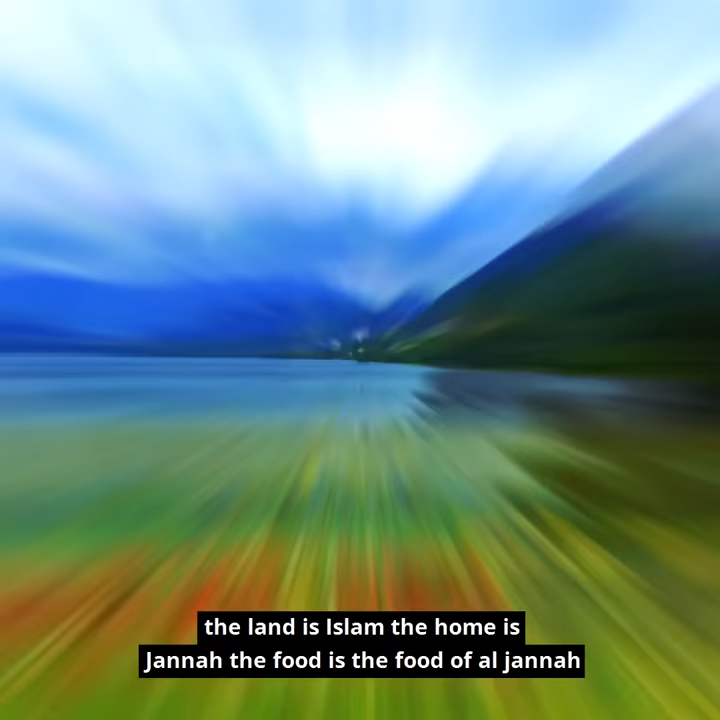 the land is Islam the home is
Jannah the food is the food of al jannah